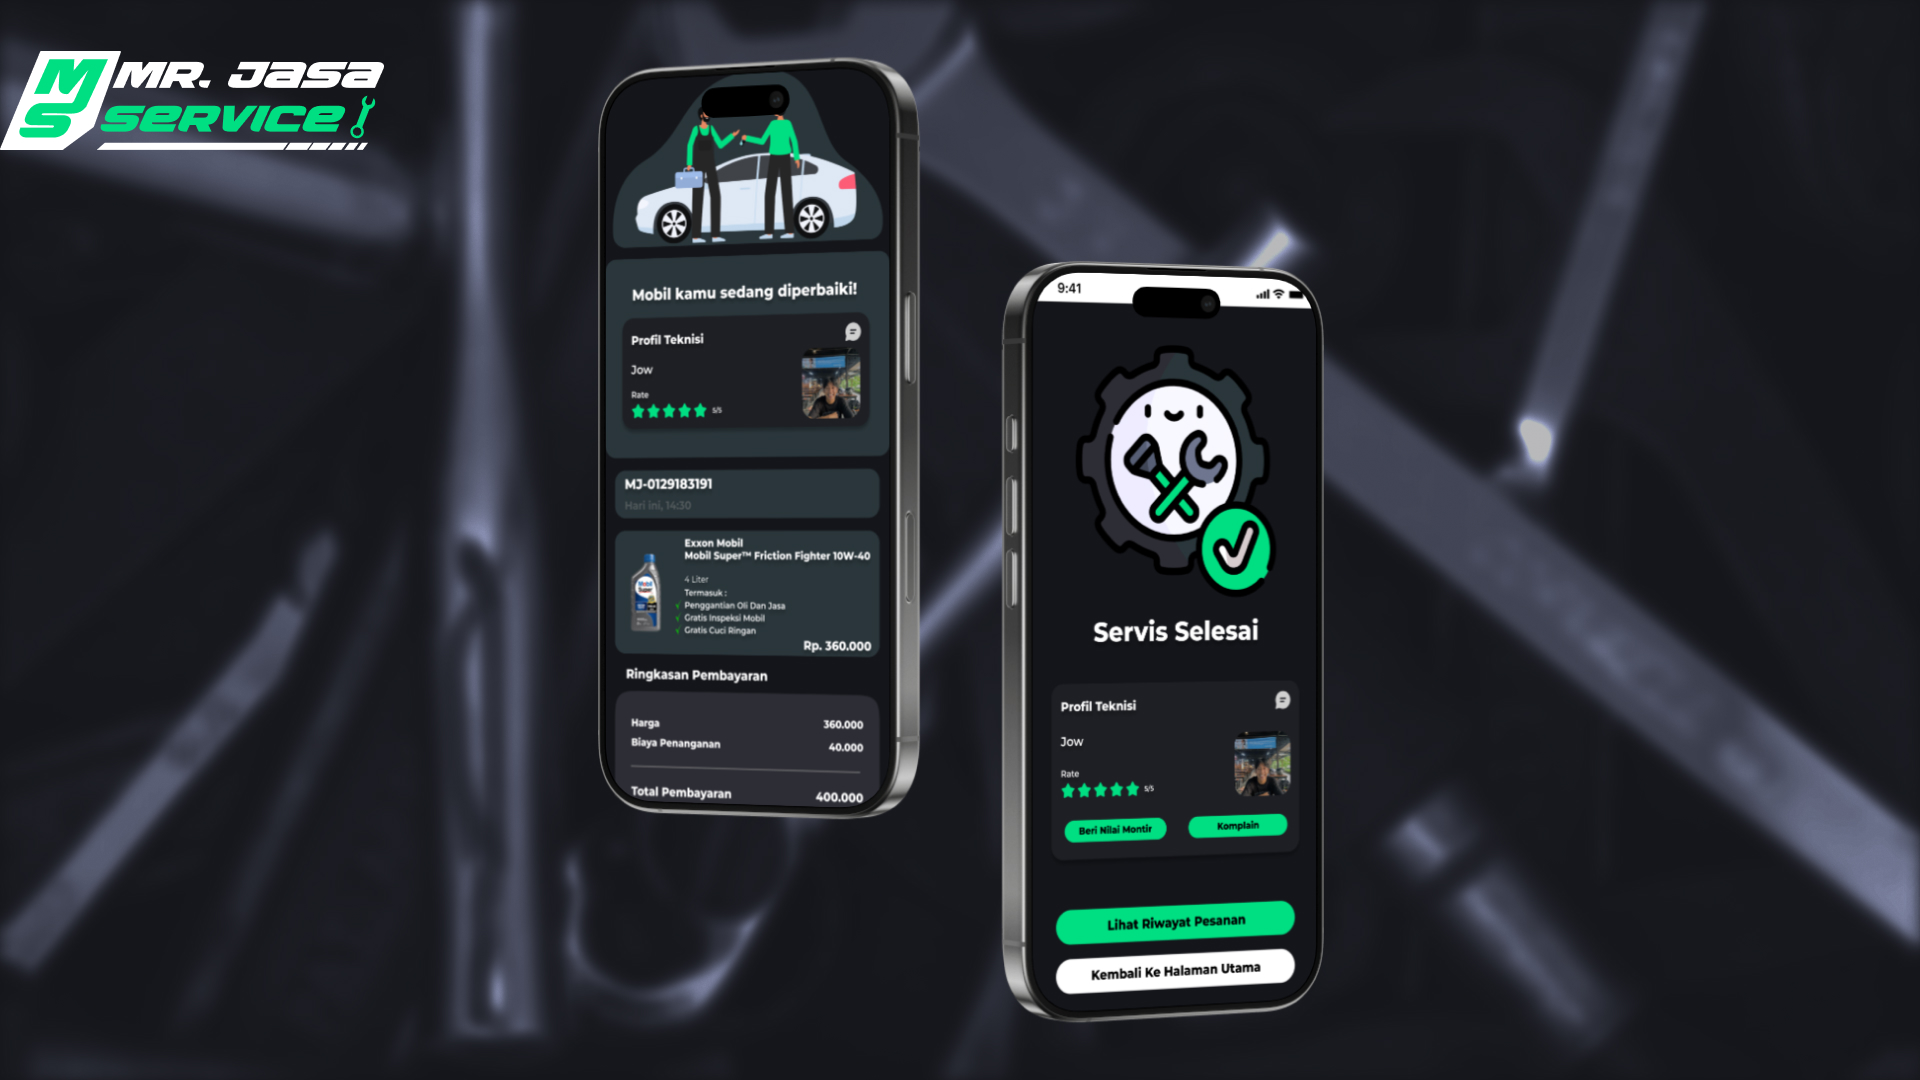 MS
MR. JASA
SERVICE
Mobil kamu sedang diperbaiki!
Profil Teknisi
Jow
Rate
5/5
MJ-0129183191
Hari ini, 14:30
Exxon Mobil
Mobil Super™ Friction Fighter 10W-40
4 Liter
Termasuk :
√ Penggantian Oli Dan Jasa
√ Gratis Inspeksi Mobil
√ Gratis Cuci Ringan
Rp. 360.000
Mobil
Super
Ringkasan Pembayaran
Harga 360.000
Biaya Penanganan 40.000
Total Pembayaran 400.000
9:41
Servis Selesai
Profil Teknisi
Jow
Rate
5/5
Beri Nilai Montir
Komplain
Lihat Riwayat Pesanan
Kembali Ke Halaman Utama